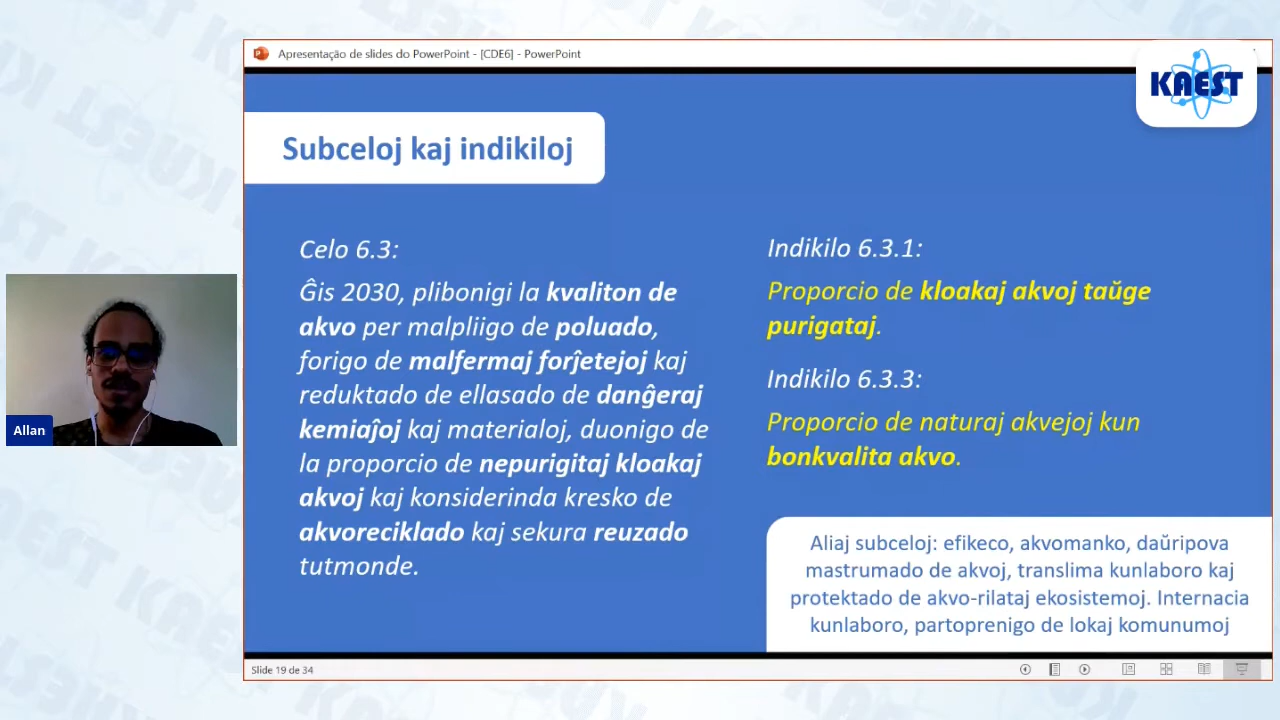 Apresentação de slides do PowerPoint - [CDE6] - PowerPoint
KAEST
Subceloj kaj indikiloj
Celo 6.3:
Ĝis 2030, plibonigi la kvaliton de
akvo per malpliigo de poluado,
forigo de malfermaj forĵetejoj kaj
reduktado de ellasado de danĝeraj
kemiaĵoj kaj materialoj, duonigo de
la proporcio de nepurigitaj kloakaj
akvoj kaj konsiderinda kresko de
akvoreciklado kaj sekura reuzado
tutmonde.
Indikilo 6.3.1:
Proporcio de kloakaj akvoj taŭge
purigataj.
Indikilo 6.3.3:
Proporcio de naturaj akvejoj kun
bonkvalita akvo.
Aliaj subceloj: efikeco, akvomanko, daŭripova
mastrumado de akvoj, translima kunlaboro kaj
protektado de akvo-rilataj ekosistemoj. Internacia
kunlaboro, partoprenigo de lokaj komunumoj
Allan
Slide 19 de 34